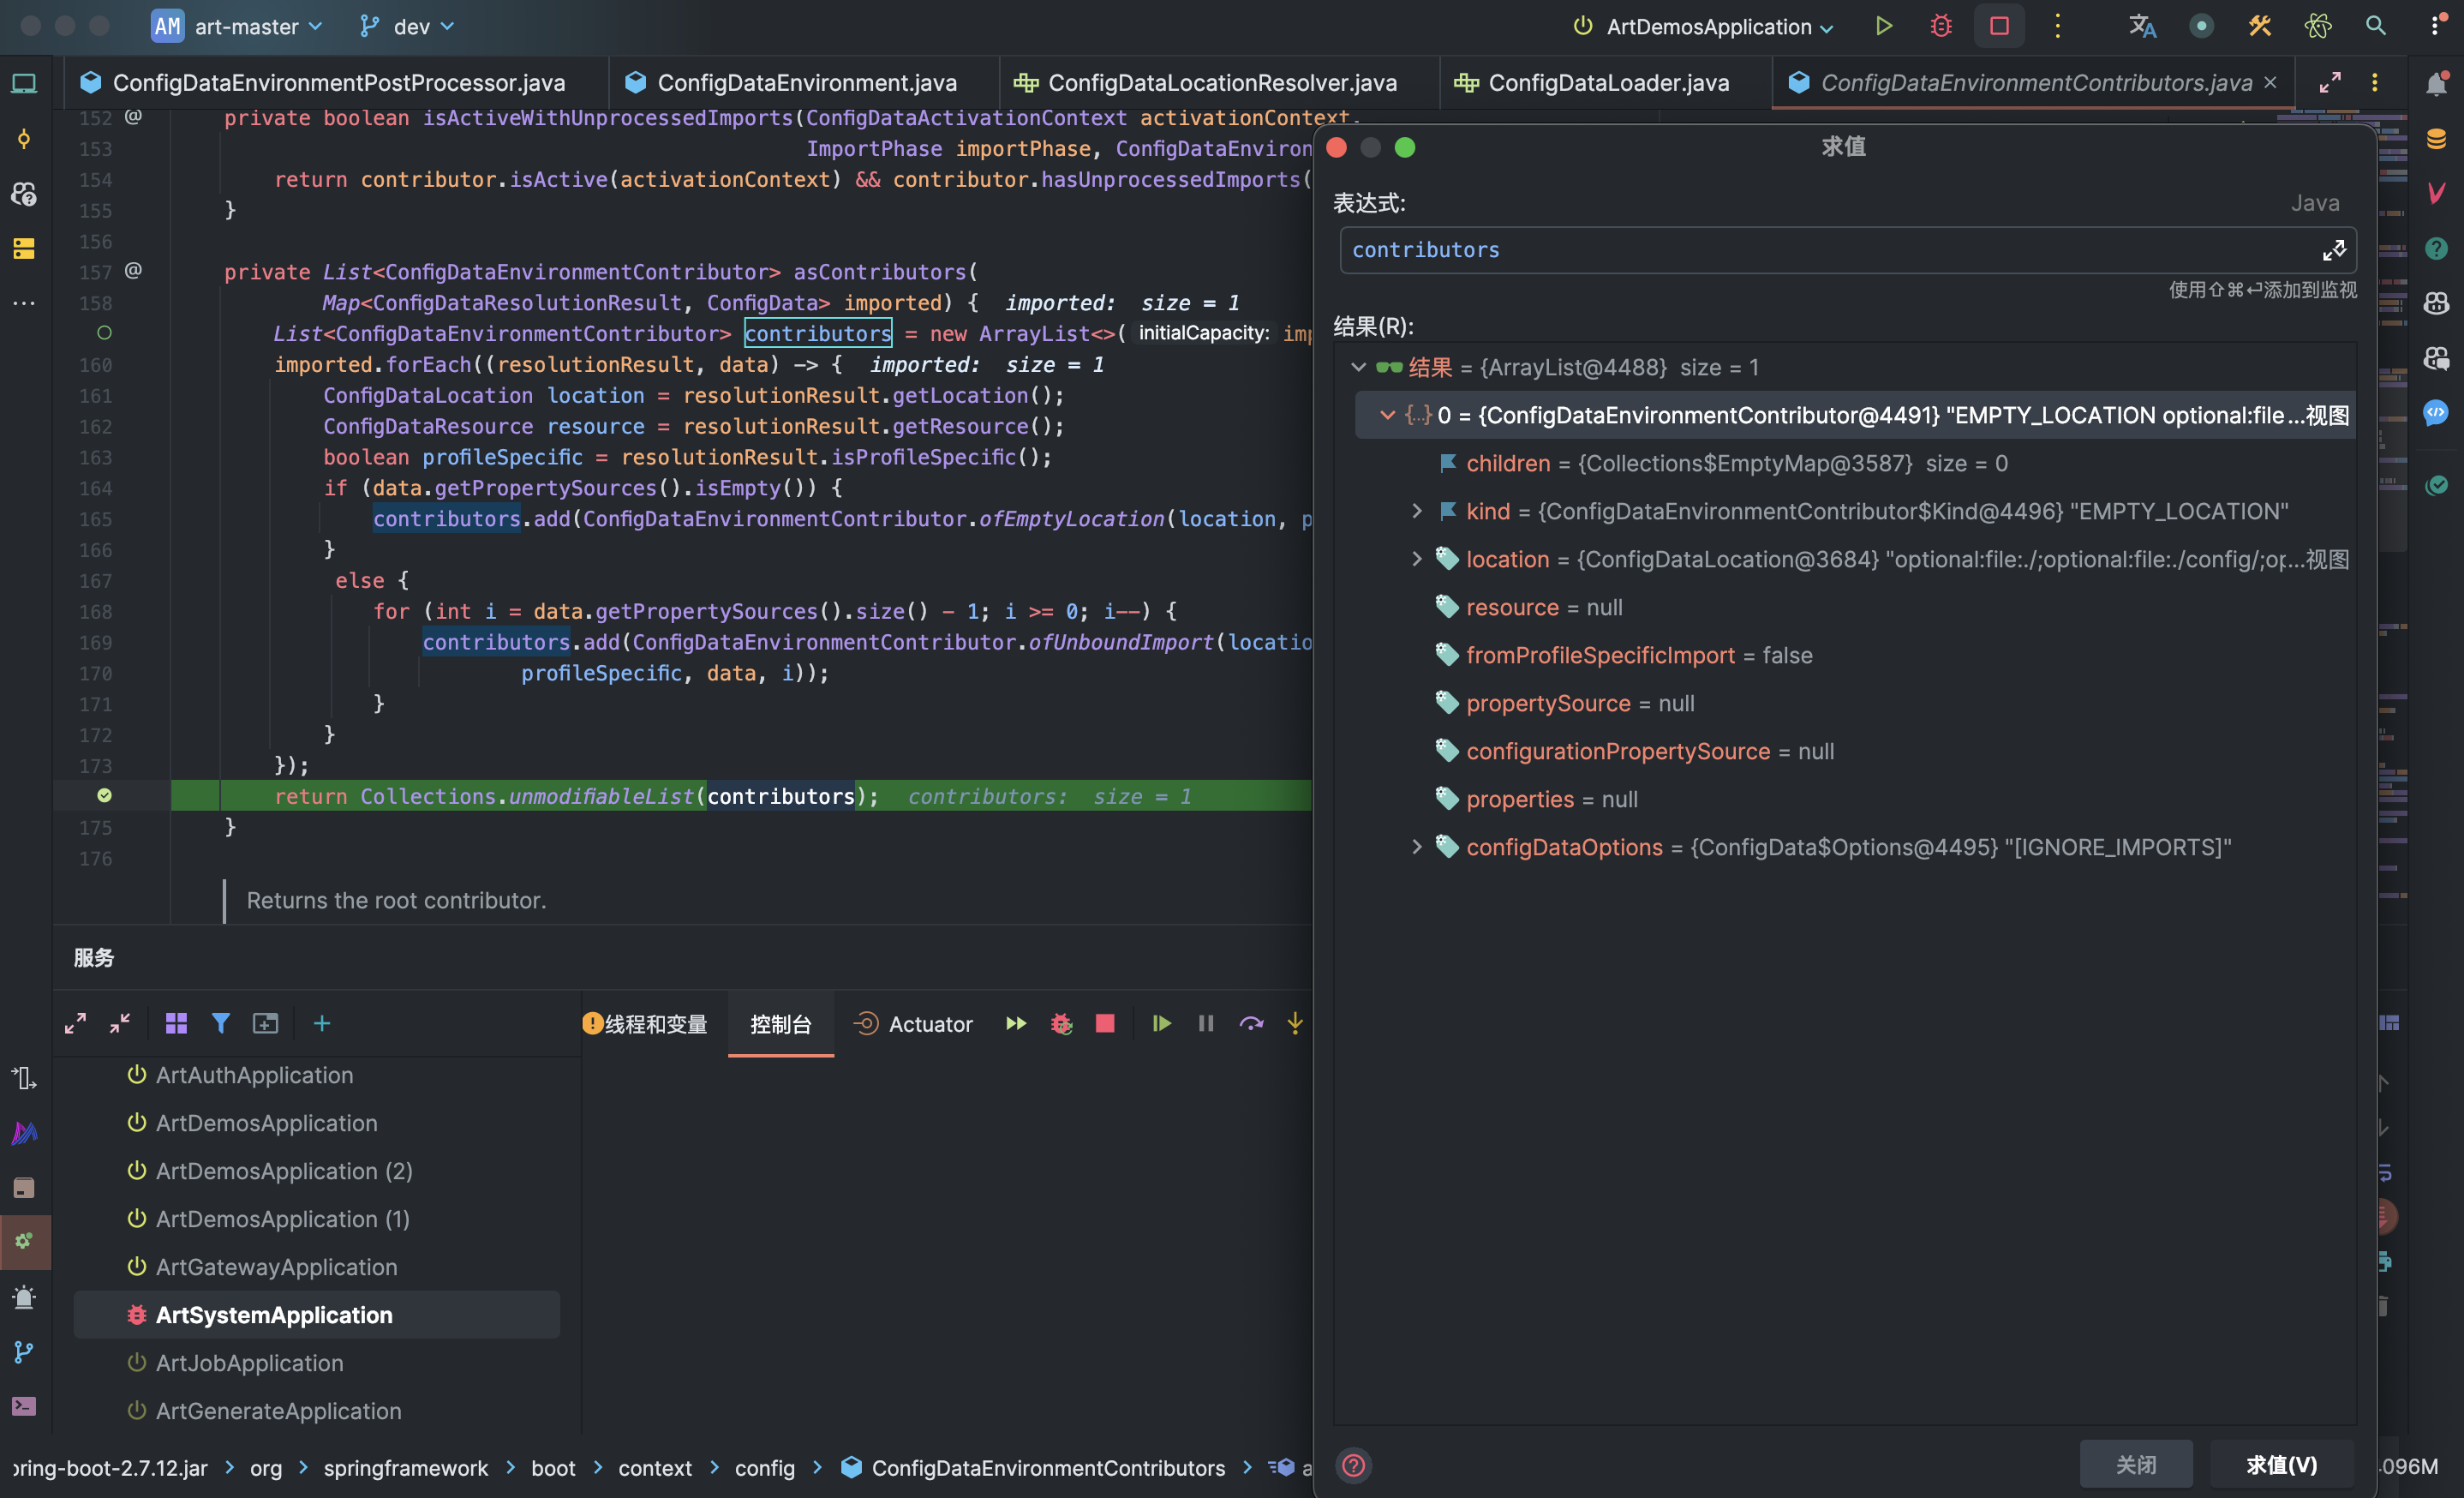 AM art-master dev ArtDemosApplication
ConfigDataEnvironmentPostProcessor.java ConfigDataEnvironment.java ConfigDataLocationResolver.java ConfigDataLoader.java ConfigDataEnvironmentContributors.java
152 @ private boolean isActiveWithUnprocessedImports(ConfigDataActivationContext activationContext,
153 ImportPhase importPhase, ConfigDataEnviron
154 return contributor.isActive(activationContext) && contributor.hasUnprocessedImports(
155 }
156
157 @ private List<ConfigDataEnvironmentContributor> asContributors(
158 Map<ConfigDataResolutionResult, ConfigData> imported) { imported: size = 1
List<ConfigDataEnvironmentContributor> contributors = new ArrayList<>( initialCapacity: imp
160 imported.forEach((resolutionResult, data) -> { imported: size = 1
161 ConfigDataLocation location = resolutionResult.getLocation();
162 ConfigDataResource resource = resolutionResult.getResource();
163 boolean profileSpecific = resolutionResult.isProfileSpecific();
164 if (data.getPropertySources().isEmpty()) {
165 contributors.add(ConfigDataEnvironmentContributor.ofEmptyLocation(location, p
166 }
167 else {
168 for (int i = data.getPropertySources().size() - 1; i >= 0; i--) {
169 contributors.add(ConfigDataEnvironmentContributor.ofUnboundImport(locatio
170 profileSpecific, data, i));
171 }
172 }
173 });
return Collections.unmodifiableList(contributors); contributors: size = 1
175 }
176
Returns the root contributor.
求值
表达式: Java
contributors
使用⇧⌘⏎添加到监视
结果(R):
结果 = {ArrayList@4488} size = 1
{...} 0 = {ConfigDataEnvironmentContributor@4491} "EMPTY_LOCATION optional:file...视图
children = {Collections$EmptyMap@3587} size = 0
kind = {ConfigDataEnvironmentContributor$Kind@4496} "EMPTY_LOCATION"
location = {ConfigDataLocation@3684} "optional:file:./;optional:file:./config/;op...视图
resource = null
fromProfileSpecificImport = false
propertySource = null
configurationPropertySource = null
properties = null
configDataOptions = {ConfigData$Options@4495} "[IGNORE_IMPORTS]"
关闭 求值(V)
服务
线程和变量 控制台 Actuator
ArtAuthApplication
ArtDemosApplication
ArtDemosApplication (2)
ArtDemosApplication (1)
ArtGatewayApplication
ArtSystemApplication
ArtJobApplication
ArtGenerateApplication
pring-boot-2.7.12.jar > org > springframework > boot > context > config > ConfigDataEnvironmentContributors > a
096M